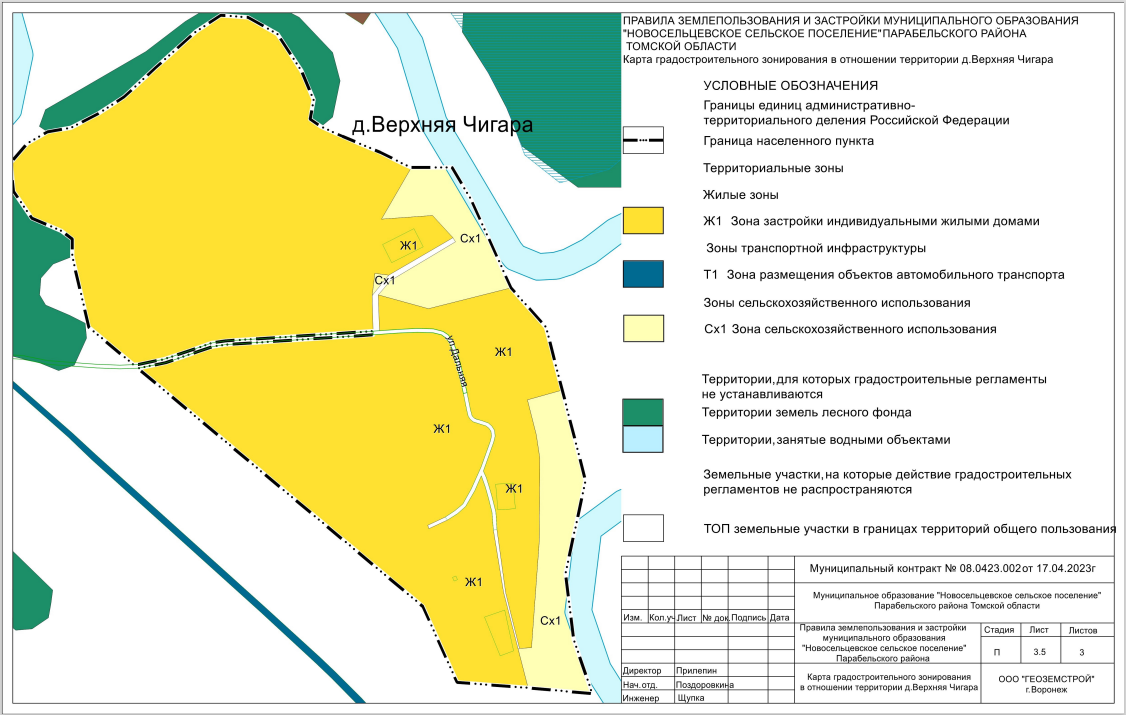 ПРАВИЛА ЗЕМЛЕПОЛЬЗОВАНИЯ И ЗАСТРОЙКИ МУНИЦИПАЛЬНОГО ОБРАЗОВАНИЯ
"НОВОСЕЛЬЦЕВСКОЕ СЕЛЬСКОЕ ПОСЕЛЕНИЕ" ПАРАБЕЛЬСКОГО РАЙОНА
ТОМСКОЙ ОБЛАСТИ
Карта градостроительного зонирования в отношении территории д.Верхняя Чигара
УСЛОВНЫЕ ОБОЗНАЧЕНИЯ
Границы единиц административно-
территориального деления Российской Федерации
Граница населенного пункта
Территориальные зоны
Жилые зоны
Ж1 Зона застройки индивидуальными жилыми домами
Зоны транспортной инфраструктуры
Т1 Зона размещения объектов автомобильного транспорта
Зоны сельскохозяйственного использования
Сх1 Зона сельскохозяйственного использования
Территории, для которых градостроительные регламенты
не устанавливаются
Территории земель лесного фонда
Территории, занятые водными объектами
Земельные участки, на которые действие градостроительных
регламентов не распространяются
ТОП земельные участки в границах территорий общего пользования
д.Верхняя Чигара
Сх1
Ж1
Сх1
Ж1
ул.Дальняя
Ж1
Ж1
Ж1
Сх1
Муниципальный контракт № 08.0423.002от 17.04.2023г
Муниципальное образование "Новосельцевское сельское поселение"
Парабельского района Томской области
Изм. Кол.уч Лист № док. Подпись Дата
Правила землепользования и застройки
муниципального образования
"Новосельцевское сельское поселение"
Парабельского района
Стадия Лист Листов
П 3.5 3
Директор Прилепин
Нач.отд. Поздоровкина
Инженер Щупка
Карта градостроительного зонирования
в отношении территории д.Верхняя Чигара
ООО "ГЕОЗЕМСТРОЙ"
г.Воронеж